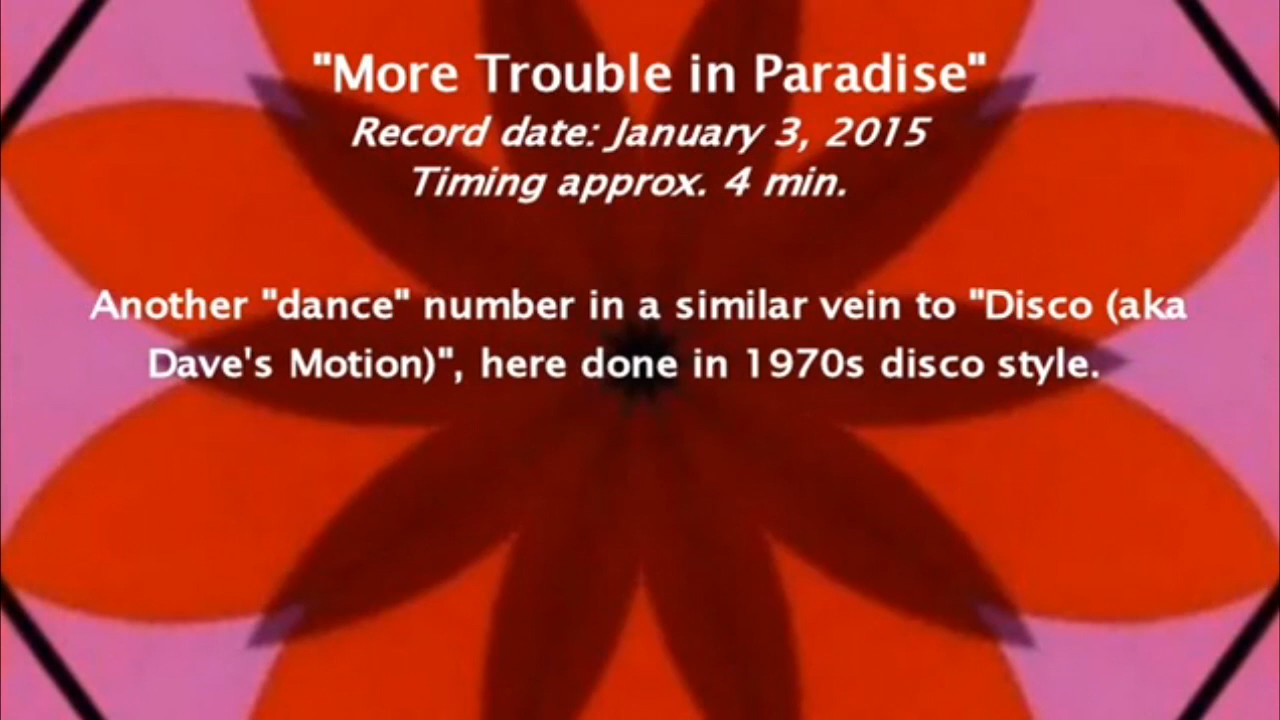 "More Trouble in Paradise"
Record date: January 3, 2015
Timing approx. 4 min.
Another "dance" number in a similar vein to "Disco (aka
Dave's Motion)", here done in 1970s disco style.